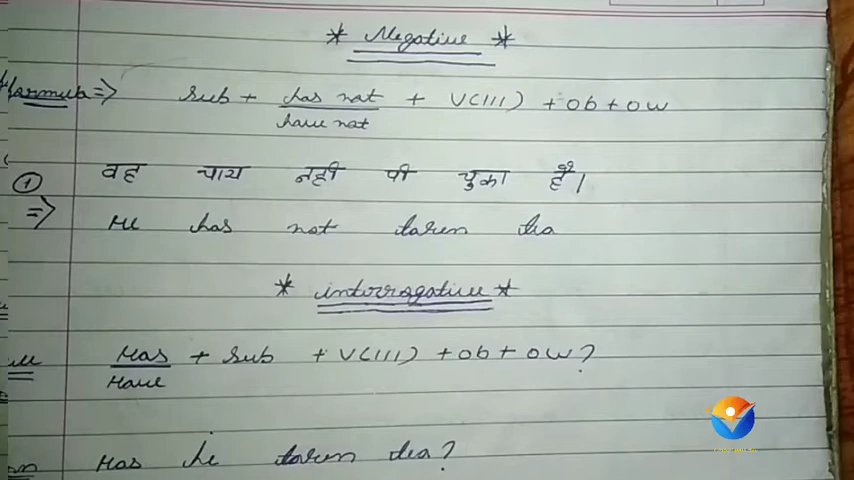 * Negative *
formula => sub + has not / have not + V(III) + ob + ow
① वह चाय नहीं पी चुका है।
=> He has not taken tea
* interrogative *
Has / Have + sub + V(III) + ob + ow?
Has he taken tea?